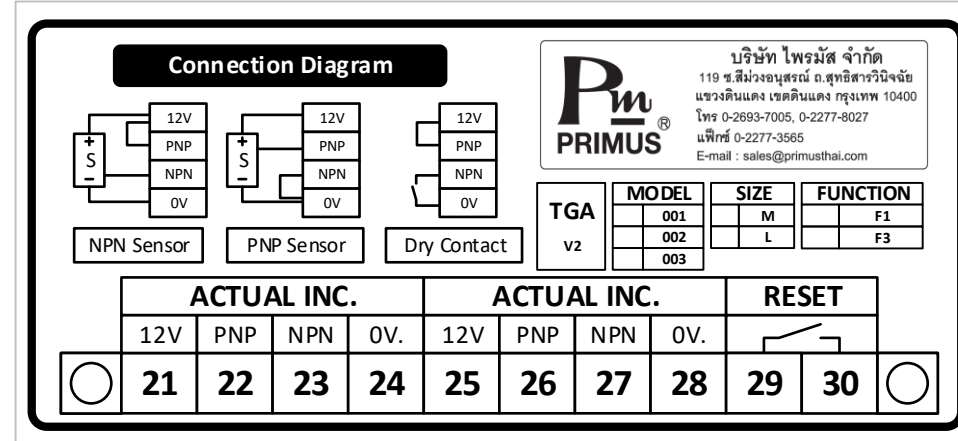 Connection Diagram
12V
PNP
NPN
0V
+
S
−
NPN Sensor
12V
PNP
NPN
0V
+
S
−
PNP Sensor
12V
PNP
NPN
0V
Dry Contact
Pm
®
PRIMUS
บริษัท ไพรมัส จำกัด
119 ซ.สีม่วงอนุสรณ์ ถ.สุทธิสารวินิจฉัย
แขวงดินแดง เขตดินแดง กรุงเทพ 10400
โทร 0-2693-7005, 0-2277-8027
แฟ็กซ์ 0-2277-3565
E-mail : sales@primusthai.com
TGA
V2
MODEL
001
002
003
SIZE
M
L
FUNCTION
F1
F3
ACTUAL INC. ACTUAL INC. RESET
12V PNP NPN 0V. 12V PNP NPN 0V.
21 22 23 24 25 26 27 28 29 30